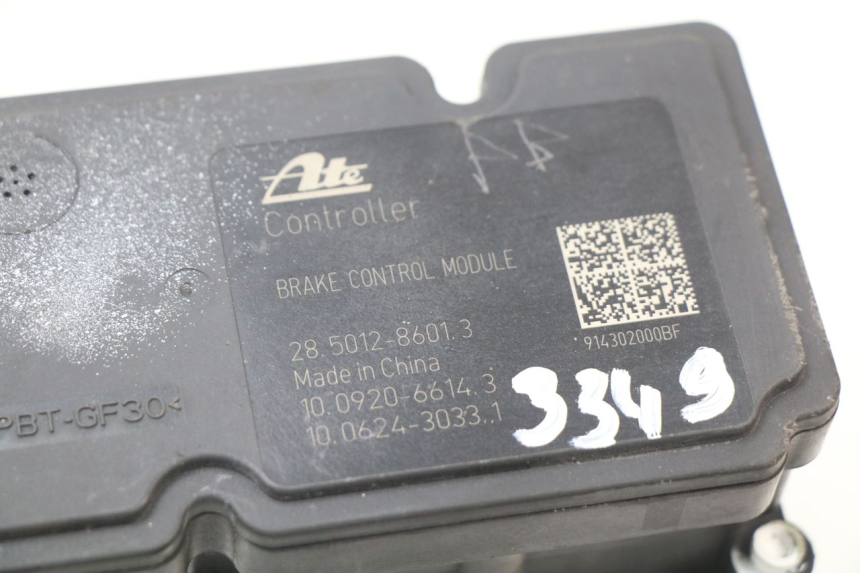 Ate
Controller
BRAKE CONTROL MODULE
28.5012-8601.3
Made in China
10.0920-6614.3
10.0624-3033..1
914302000BF
3349
PBT-GF30<